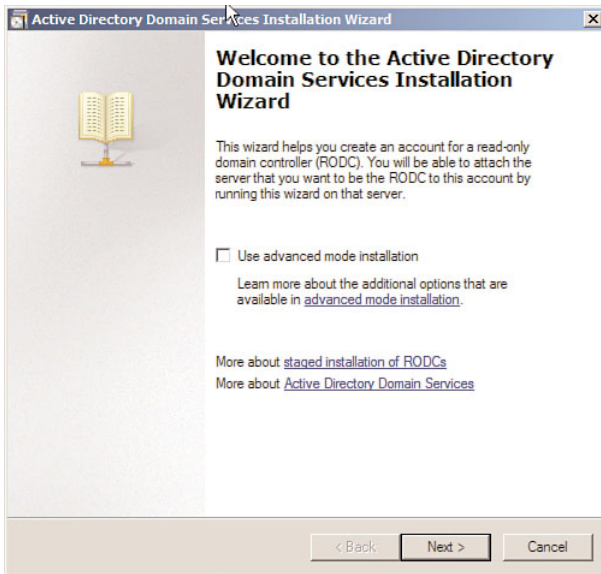 Active Directory Domain Services Installation Wizard
Welcome to the Active Directory
Domain Services Installation
Wizard
This wizard helps you create an account for a read-only
domain controller (RODC). You will be able to attach the
server that you want to be the RODC to this account by
running this wizard on that server.
Use advanced mode installation
Learn more about the additional options that are
available in advanced mode installation.
More about staged installation of RODCs
More about Active Directory Domain Services
< Back
Next >
Cancel